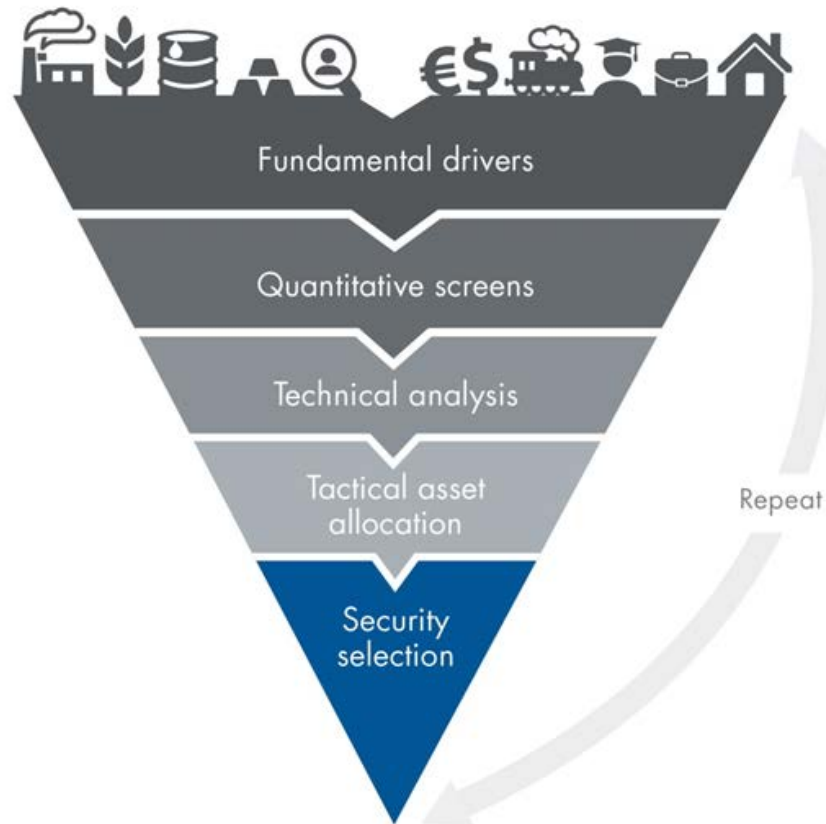 €$
Fundamental drivers
Quantitative screens
Technical analysis
Tactical asset
allocation
Repeat
Security
selection